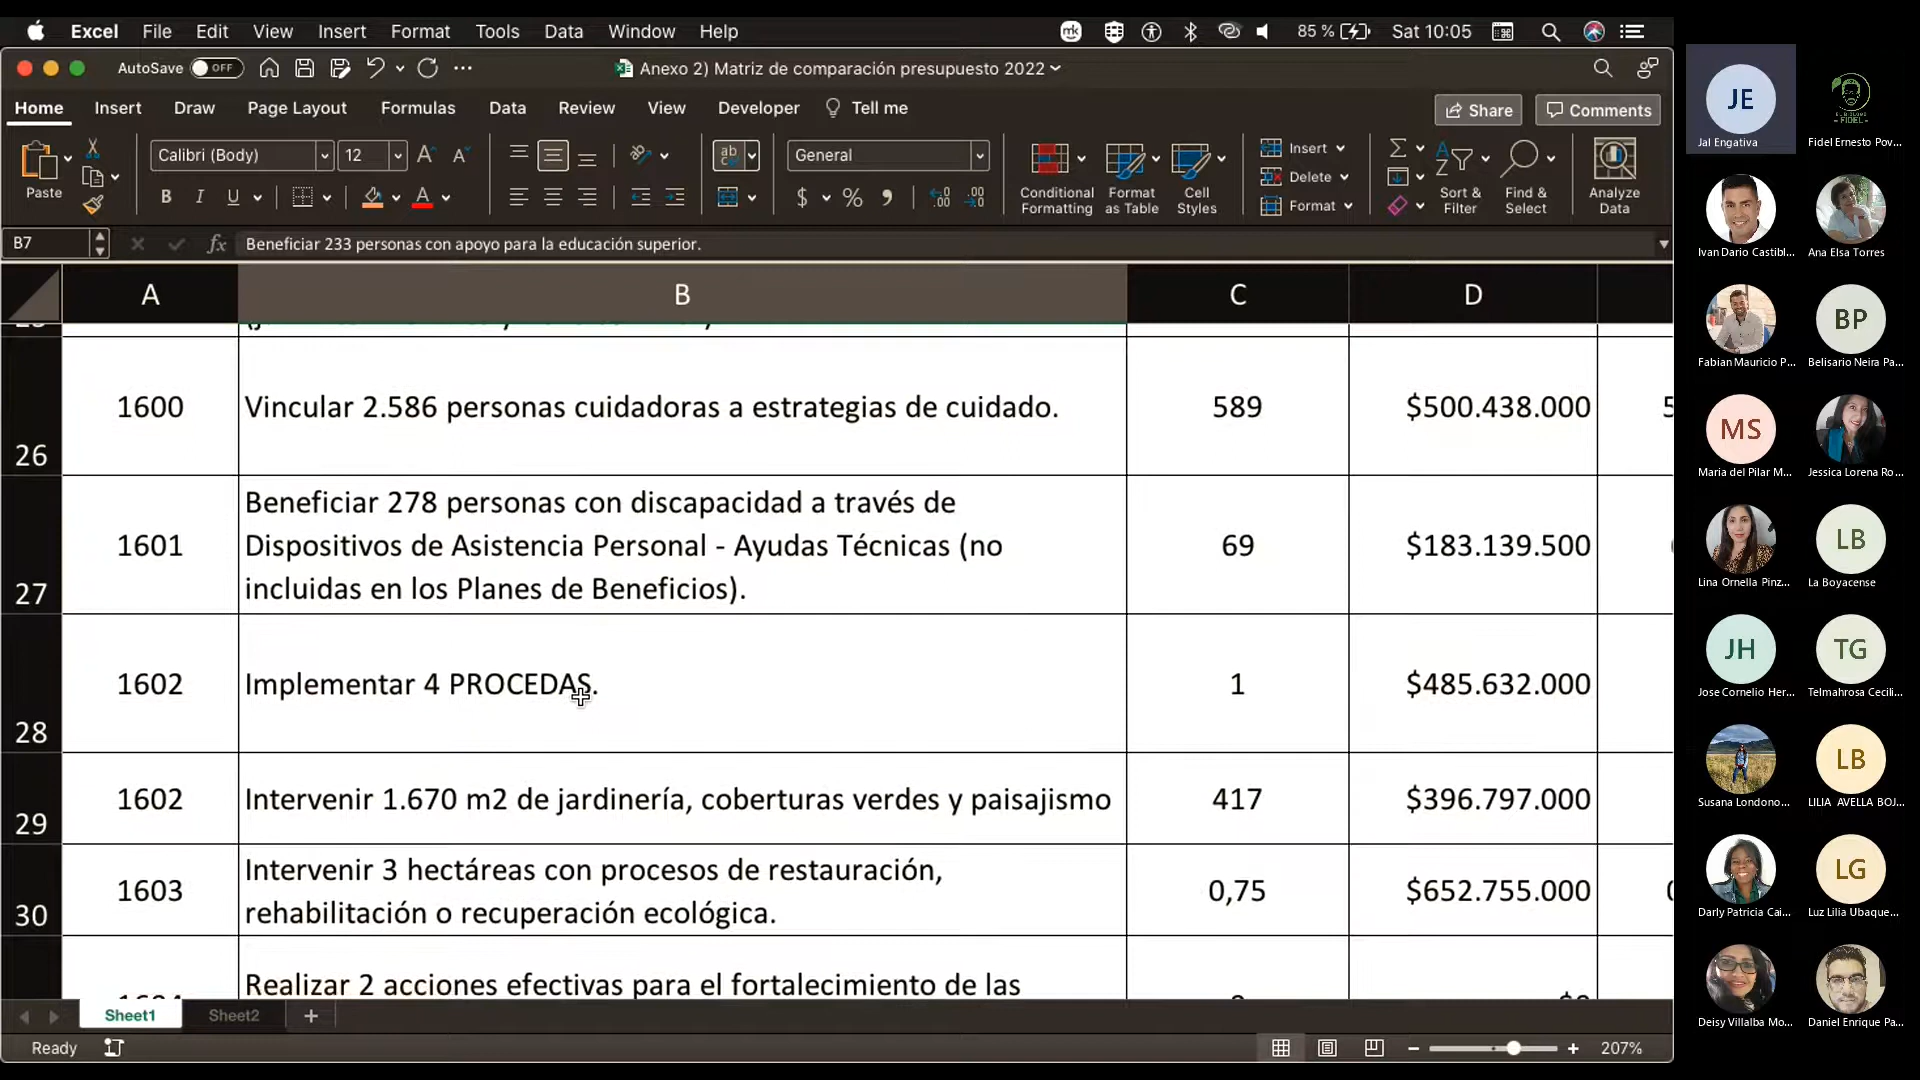 Excel File Edit View Insert Format Tools Data Window Help 85 % Sat 10:05
AutoSave OFF Anexo 2) Matriz de comparación presupuesto 2022
Home Insert Draw Page Layout Formulas Data Review View Developer Tell me Share Comments
Paste Calibri (Body) 12 General
Conditional Formatting
Format as Table
Cell Styles
Insert
Delete
Format
Sort & Filter
Find & Select
Analyze Data
B7 fx Beneficiar 233 personas con apoyo para la educación superior.
A B C D
26 1600 Vincular 2.586 personas cuidadoras a estrategias de cuidado. 589 $500.438.000
27 1601 Beneficiar 278 personas con discapacidad a través de
Dispositivos de Asistencia Personal - Ayudas Técnicas (no
incluidas en los Planes de Beneficios). 69 $183.139.500
28 1602 Implementar 4 PROCEDAS. 1 $485.632.000
29 1602 Intervenir 1.670 m2 de jardinería, coberturas verdes y paisajismo 417 $396.797.000
30 1603 Intervenir 3 hectáreas con procesos de restauración,
rehabilitación o recuperación ecológica. 0,75 $652.755.000
Realizar 2 acciones efectivas para el fortalecimiento de las
Sheet1 Sheet2
Ready 207%
JE
Jal Engativa
Fidel Ernesto Pov...
Ivan Dario Castibl...
Ana Elsa Torres
Fabian Mauricio P...
BP
Belisario Neira Pa...
MS
Maria del Pilar M...
Jessica Lorena Ro...
Lina Ornella Pinz...
LB
La Boyacense
JH
Jose Cornelio Her...
TG
Telmahrosa Cecili...
Susana Londono...
LB
LILIA AVELLA BOJ...
Darly Patricia Cai...
LG
Luz Lilia Ubaque...
Deisy Villalba Mo...
Daniel Enrique Pa...